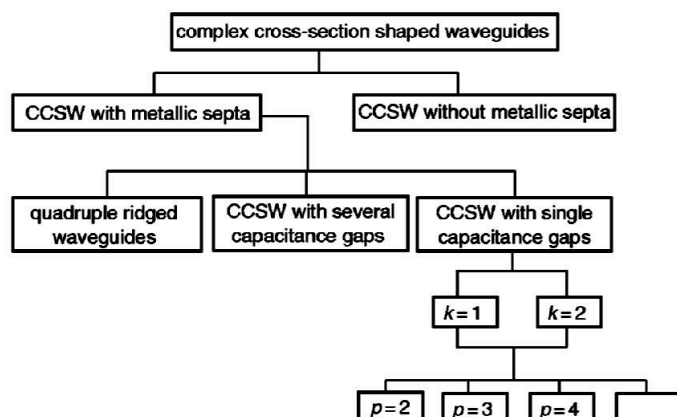 complex cross-section shaped waveguides
CCSW with metallic septa
CCSW without metallic septa
quadruple ridged
waveguides
CCSW with several
capacitance gaps
CCSW with single
capacitance gaps
k=1
k=2
p=2
p=3
p=4